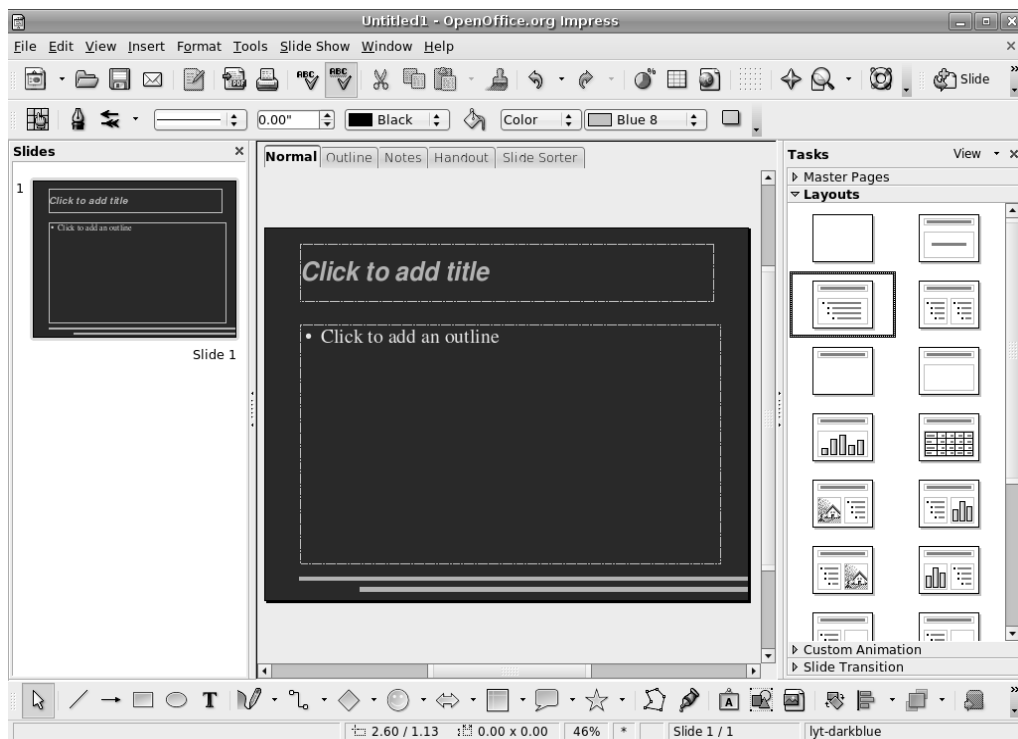 Untitled1 - OpenOffice.org Impress
File Edit View Insert Format Tools Slide Show Window Help
ABC ABC Slide
0.00" Black Color Blue 8
Slides
Normal Outline Notes Handout Slide Sorter
Tasks View
Master Pages
Layouts
1
Click to add title
Click to add an outline
Slide 1
Click to add title
• Click to add an outline
Custom Animation
Slide Transition
T
A
2.60 / 1.13 0.00 x 0.00 46% * Slide 1 / 1 lyt-darkblue